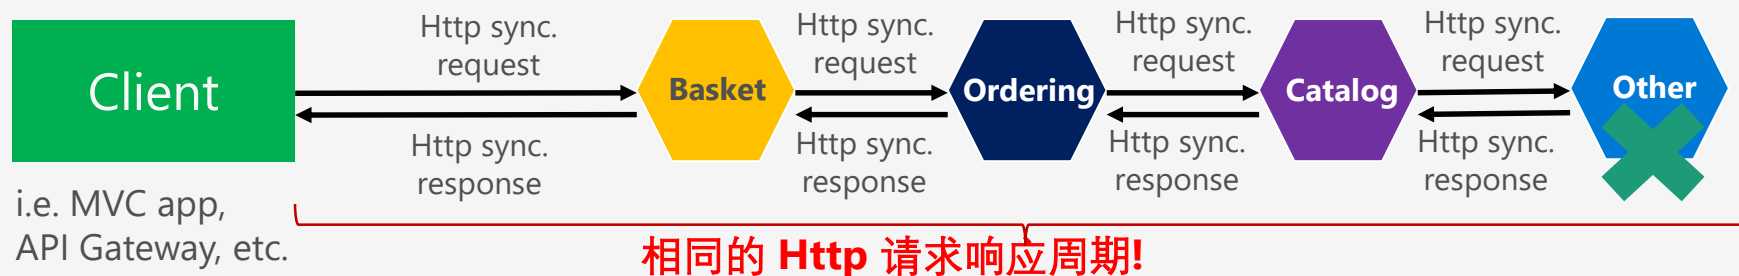 Client
i.e. MVC app,
API Gateway, etc.
Http sync.
request
Http sync.
response
Basket
Http sync.
request
Http sync.
response
Ordering
Http sync.
request
Http sync.
response
Catalog
Http sync.
request
Http sync.
response
Other
相同的 Http 请求响应周期!